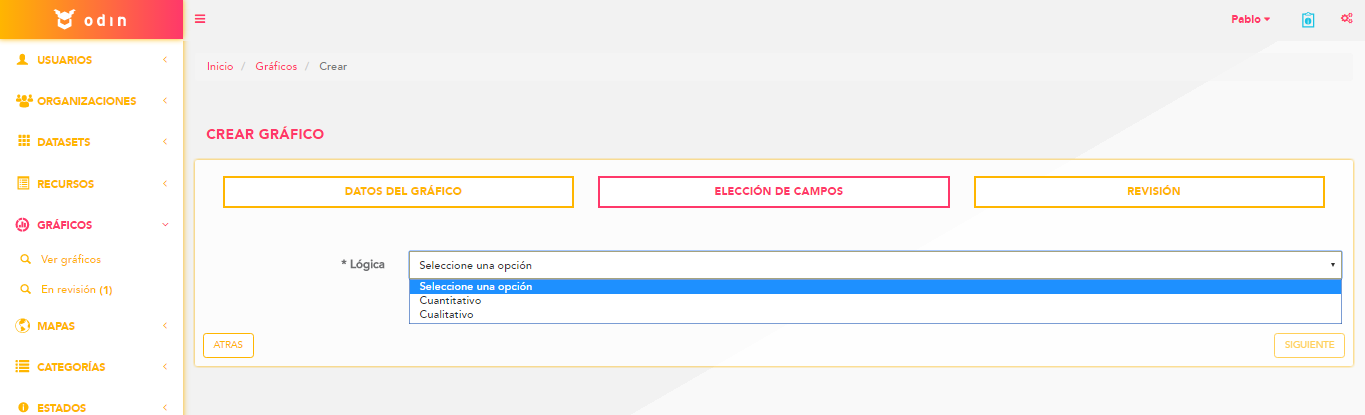 odin
Pablo
USUARIOS
ORGANIZACIONES
DATASETS
RECURSOS
GRÁFICOS
Ver gráficos
En revisión (1)
MAPAS
CATEGORÍAS
ESTADOS
Inicio / Gráficos / Crear
CREAR GRÁFICO
DATOS DEL GRÁFICO
ELECCIÓN DE CAMPOS
REVISIÓN
* Lógica
Seleccione una opción
Seleccione una opción
Cuantitativo
Cualitativo
ATRAS
SIGUIENTE